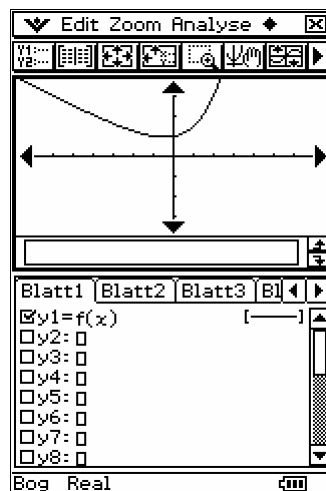 Edit Zoom Analyse ◆
Blatt1 Blatt2 Blatt3 Bl
y1=f(x) [——]
y2:▯
y3:▯
y4:▯
y5:▯
y6:▯
y7:▯
y8:▯
Bog Real